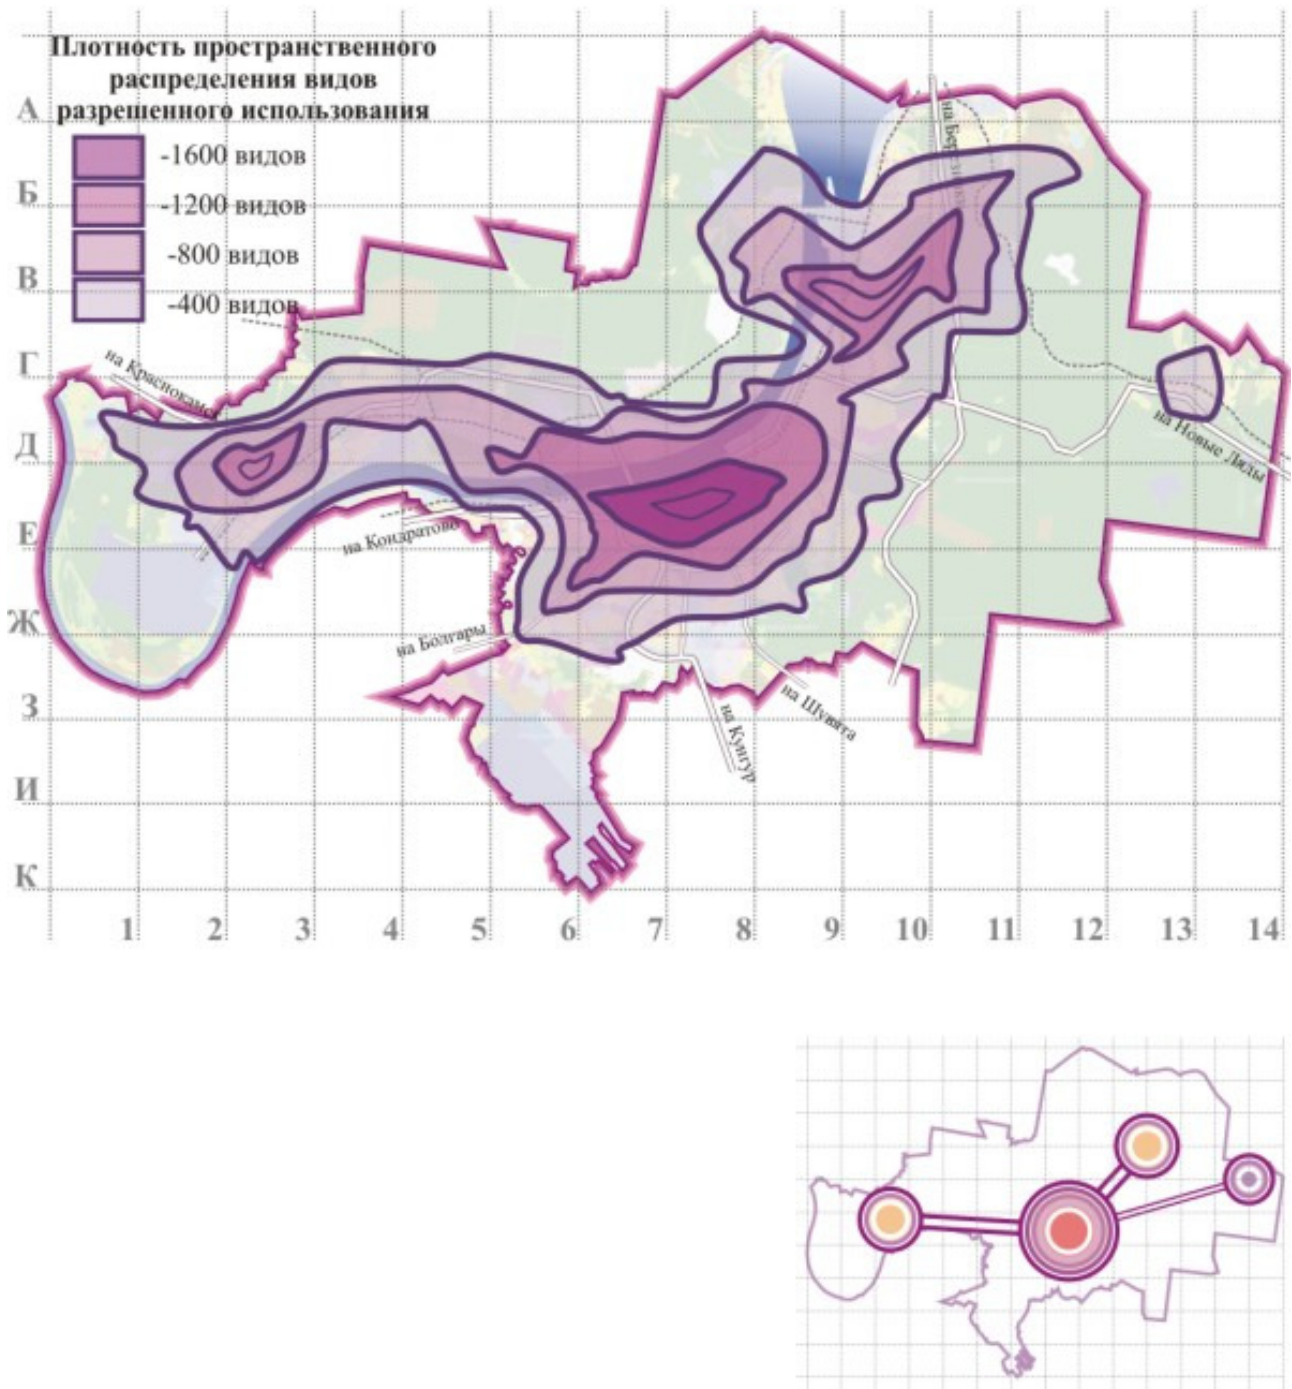 Плотность пространственного
распределения видов
разрешенного использования
-1600 видов
-1200 видов
-800 видов
-400 видов
А
Б
В
Г
Д
Е
Ж
З
И
К
на Краснокамск
на Кондратово
на Болгары
на Кунгур
на Шувята
на Новые Ляды
1 2 3 4 5 6 7 8 9 10 11 12 13 14